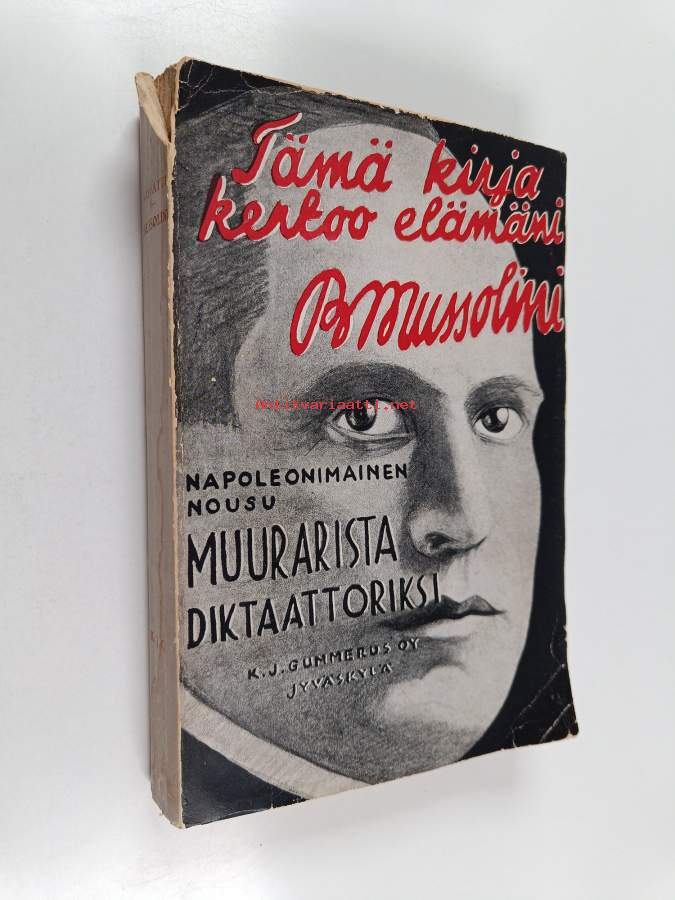 Tämä kirja
kertoo elämäni
B Mussolini
Antikvariaatti.net
NAPOLEONIMAINEN
NOUSU
MUURARISTA
DIKTAATTORIKSI
K.J.GUMMERUS OY
JYVÄSKYLÄ